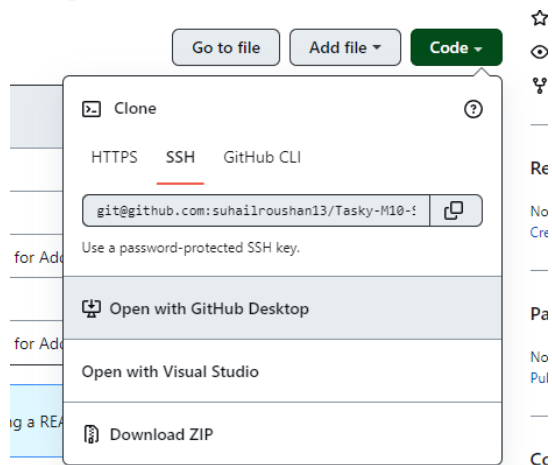 Go to file
Add file
Code
Clone
HTTPS SSH GitHub CLI
git@github.com:suhailroushan13/Tasky-M10-
Use a password-protected SSH key.
Open with GitHub Desktop
Open with Visual Studio
Download ZIP
for Add
for Add
ng a REA
Re
No
Cre
Pa
No
Pul
Co